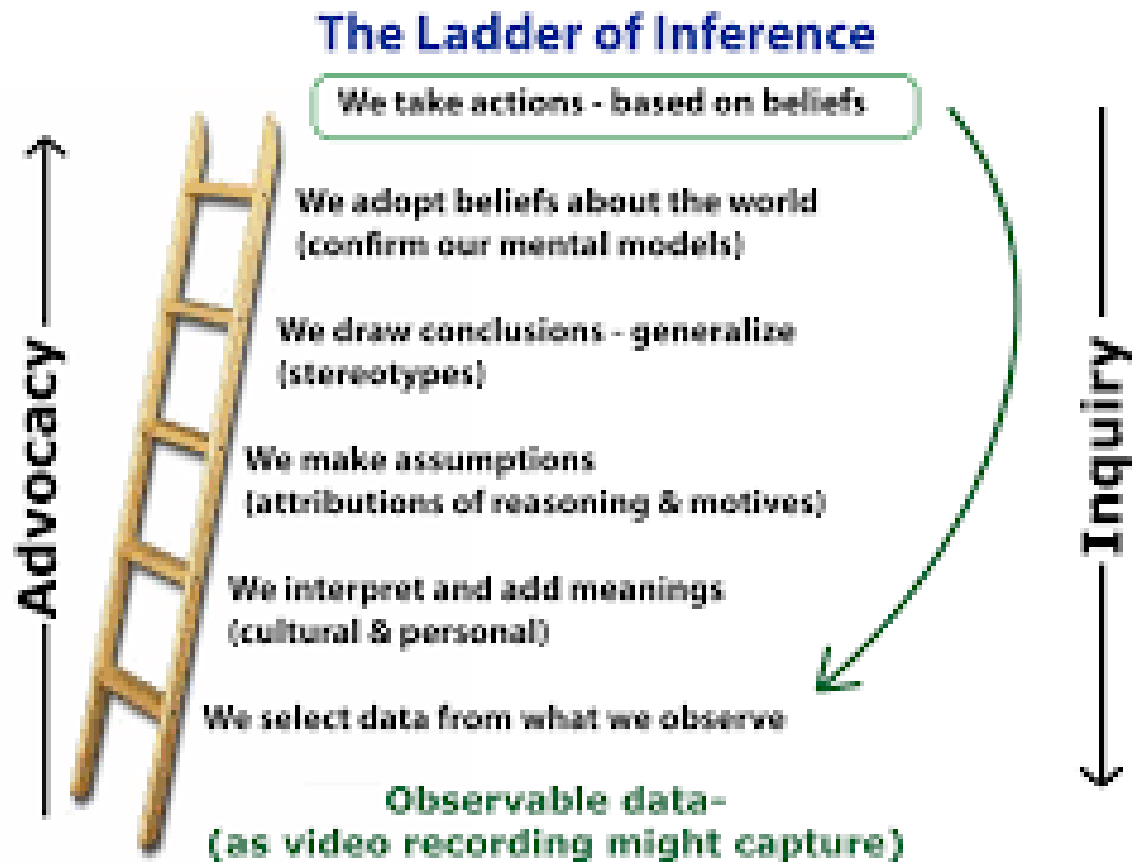 The Ladder of Inference
We take actions - based on beliefs
We adopt beliefs about the world
(confirm our mental models)
We draw conclusions - generalize
(stereotypes)
We make assumptions
(attributions of reasoning & motives)
We interpret and add meanings
(cultural & personal)
We select data from what we observe
Observable data-
(as video recording might capture)
Advocacy
Inquiry